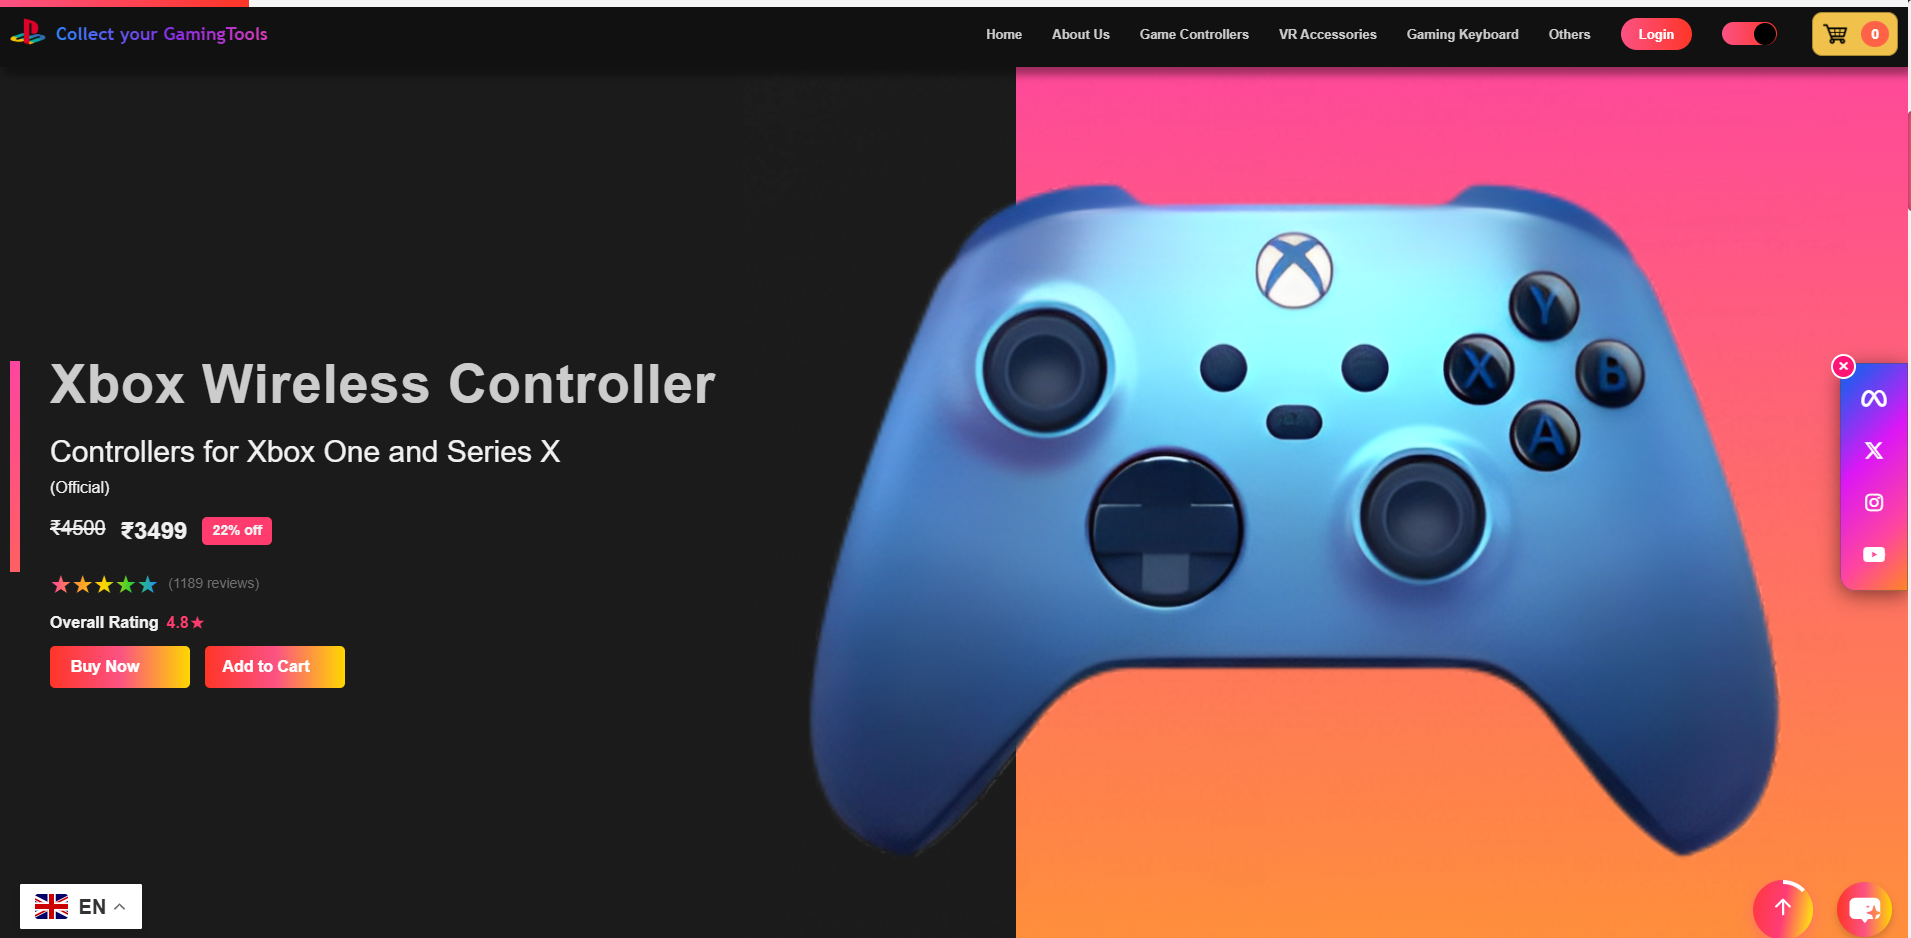 Collect your GamingTools
Home About Us Game Controllers VR Accessories Gaming Keyboard Others Login 0
Xbox Wireless Controller
Controllers for Xbox One and Series X
(Official)
₹4500 ₹3499 22% off
★★★★★ (1189 reviews)
Overall Rating 4.8★
Buy Now Add to Cart
Y
X B
A
EN